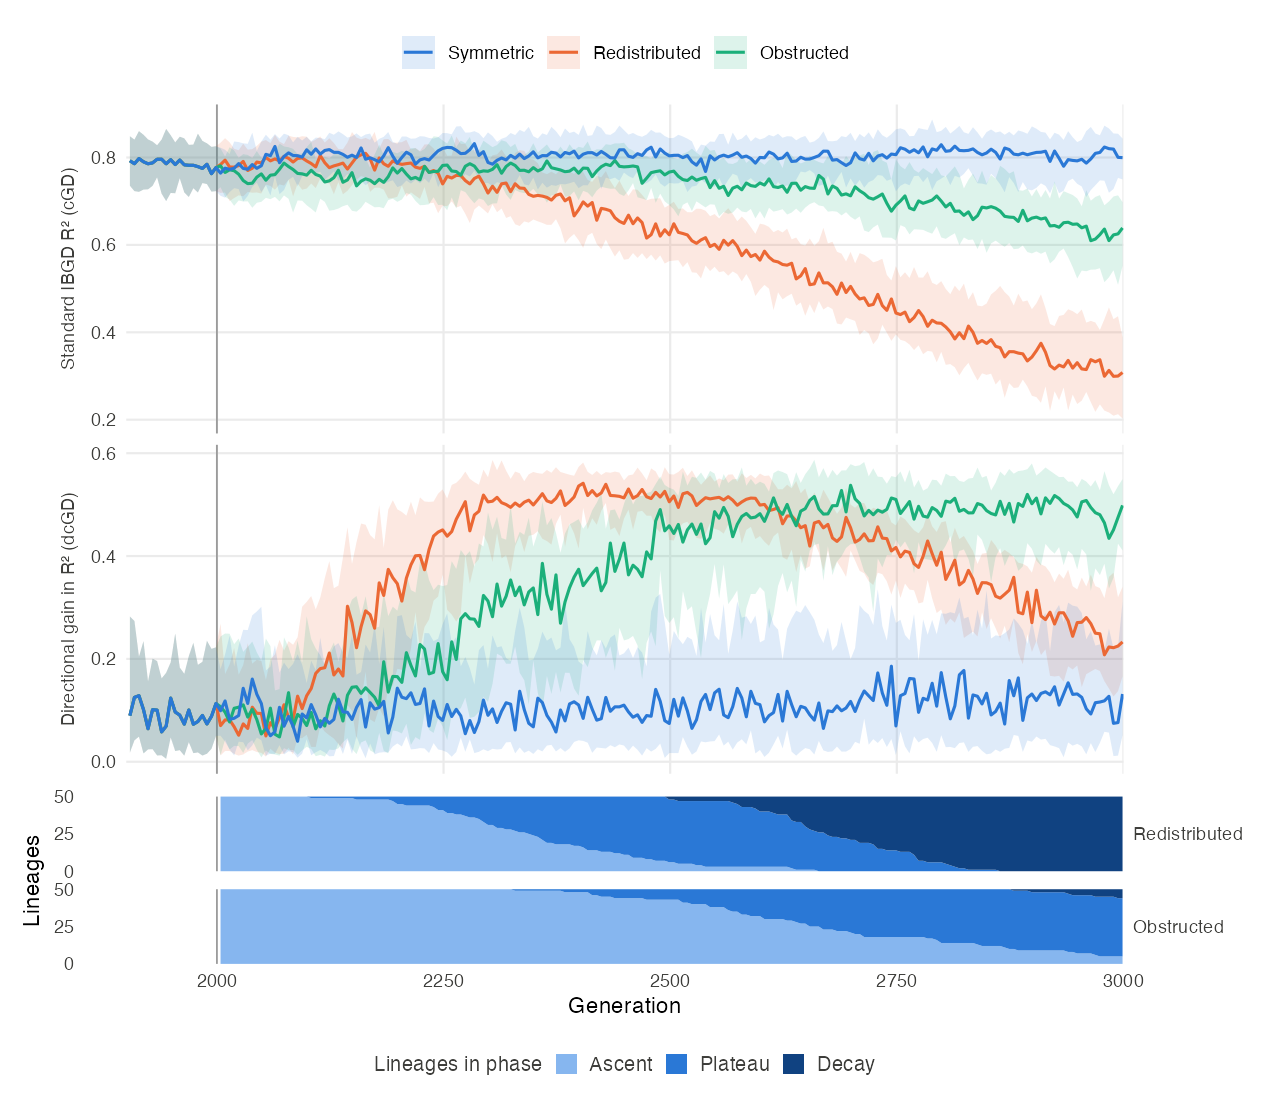 Symmetric Redistributed Obstructed
Standard IBGD R² (cGD)
0.8
0.6
0.4
0.2
Directional gain in R² (dcGD)
0.6
0.4
0.2
0.0
Lineages
50
25
0
Redistributed
50
25
0
Obstructed
2000 2250 2500 2750 3000
Generation
Lineages in phase Ascent Plateau Decay